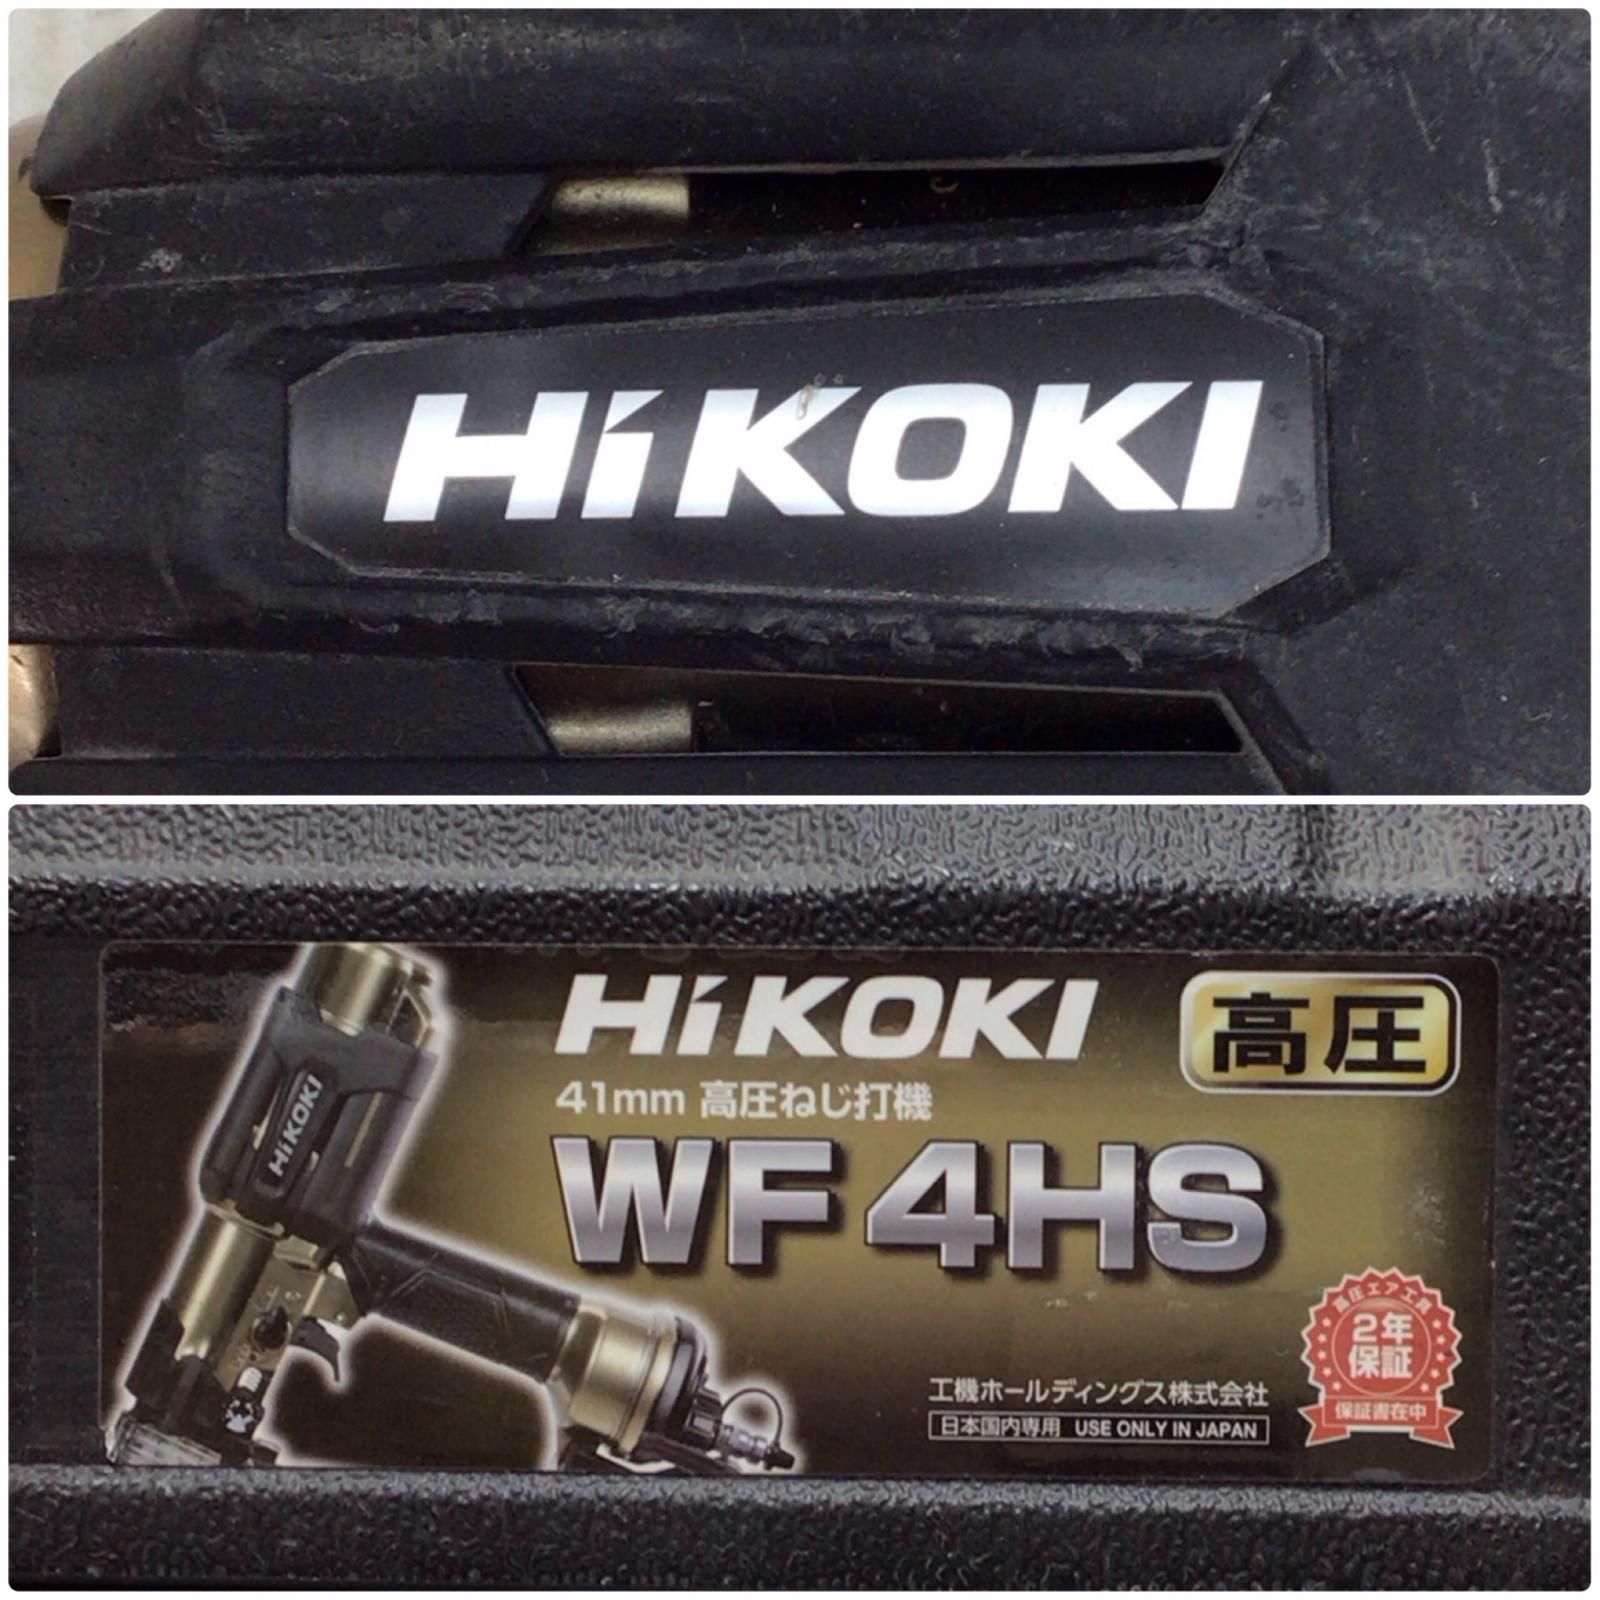 HiKOKI
HiKOKI
高圧
41mm 高圧ねじ打機
WF4HS
HiKOKI
高圧エア工具
2年
保証
保証書在中
工機ホールディングス株式会社
日本国内専用 USE ONLY IN JAPAN